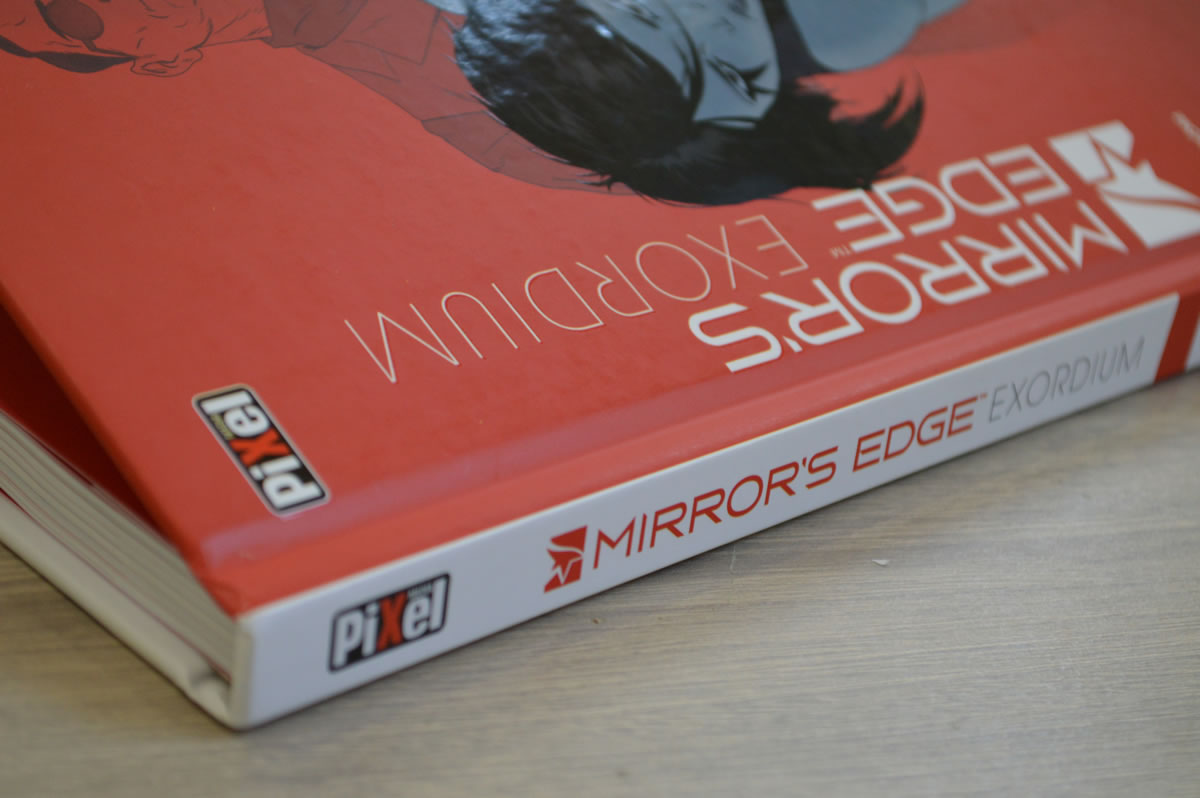 MIRROR'S
EDGE™
EXORDIUM
PiXel
PiXel
MIRROR'S EDGE™ EXORDIUM